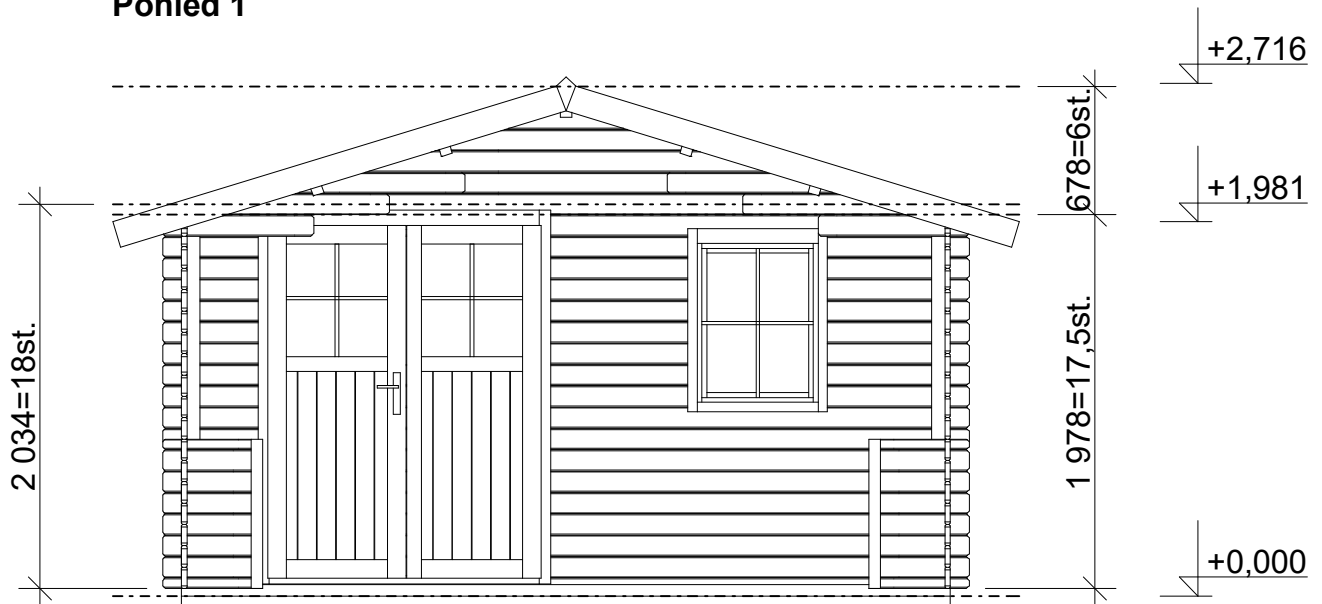 Pohled 1
+2,716
678=6st.
+1,981
2 034=18st.
1 978=17,5st.
+0,000